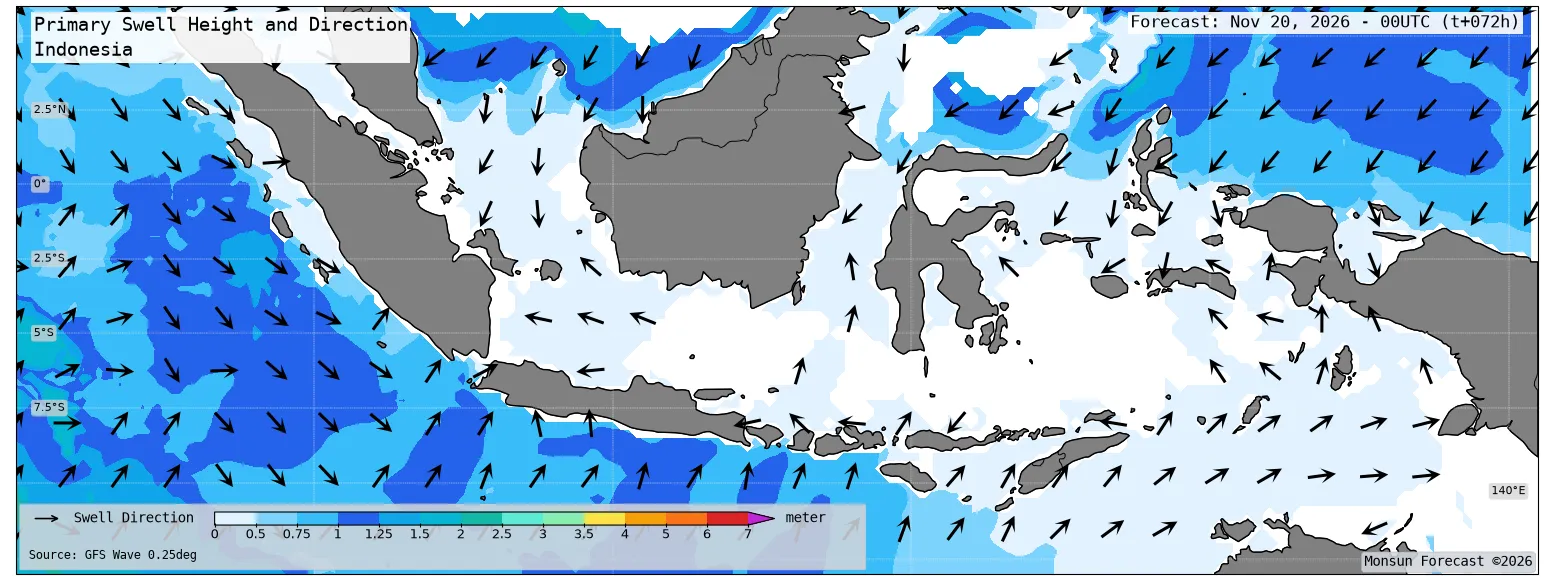 Primary Swell Height and Direction
Indonesia
Forecast: Nov 20, 2026 - 00UTC (t+072h)
2.5°N
0°
2.5°S
5°S
7.5°S
140°E
Swell Direction
0 0.5 0.75 1 1.25 1.5 2 2.5 3 3.5 4 5 6 7
meter
Source: GFS Wave 0.25deg
Monsun Forecast ©2026